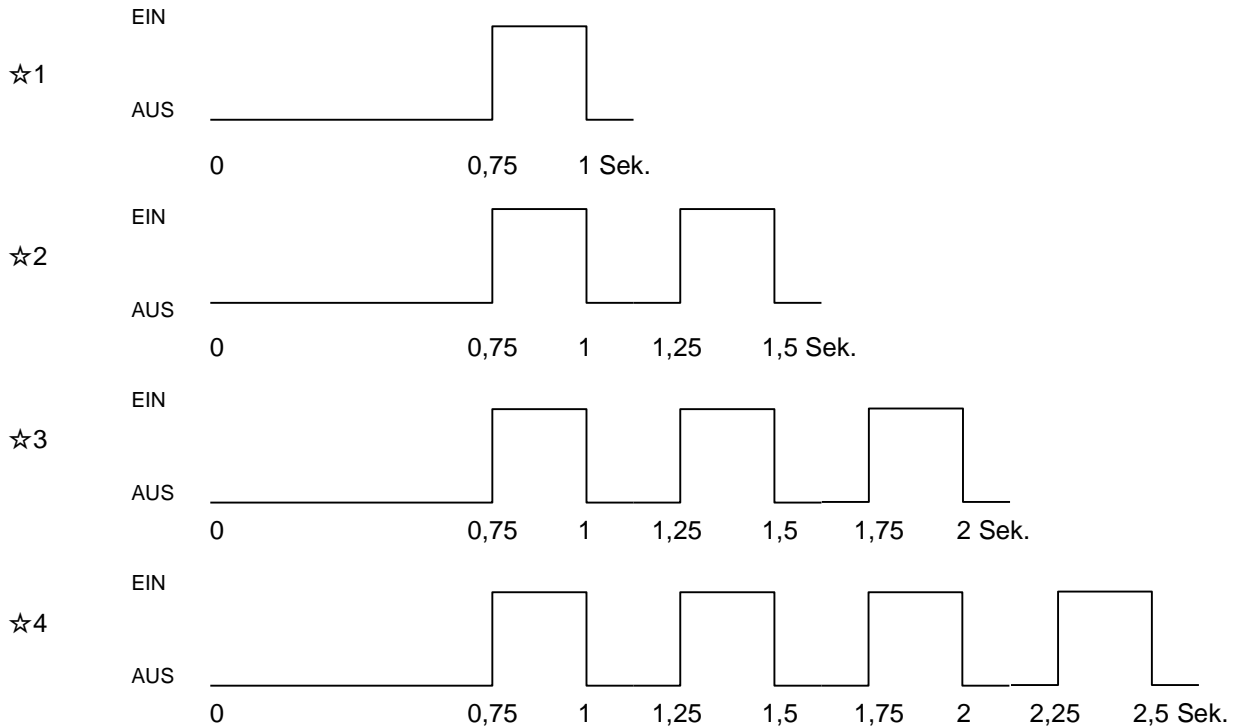 EIN
☆1
AUS
0 0,75 1 Sek.
EIN
☆2
AUS
0 0,75 1 1,25 1,5 Sek.
EIN
☆3
AUS
0 0,75 1 1,25 1,5 1,75 2 Sek.
EIN
☆4
AUS
0 0,75 1 1,25 1,5 1,75 2 2,25 2,5 Sek.